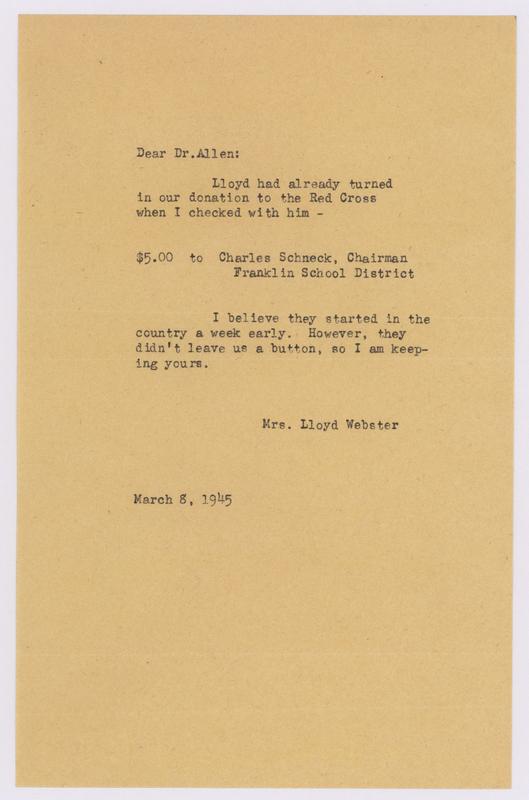 Dear Dr.Allen:
Lloyd had already turned
in our donation to the Red Cross
when I checked with him -
$5.00 to Charles Schneck, Chairman
Franklin School District
I believe they started in the
country a week early. However, they
didn't leave us a button, so I am keep-
ing yours.
Mrs. Lloyd Webster
March 8, 1945